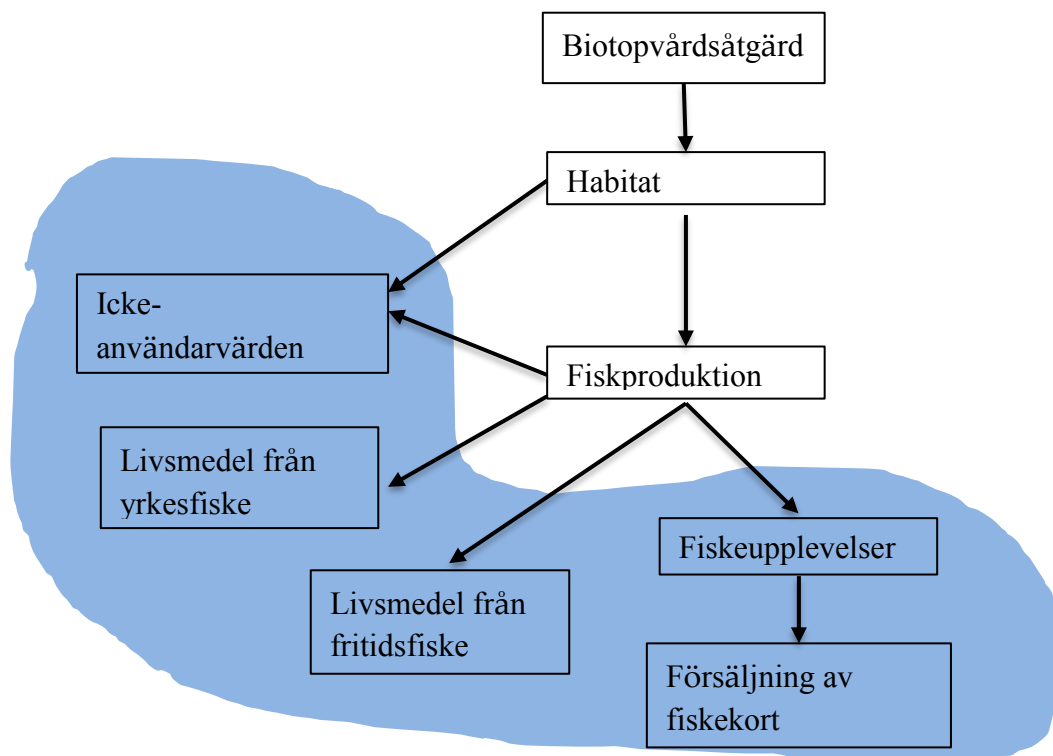 Biotopvårdsåtgärd
Habitat
Icke-
användarvärden
Fiskproduktion
Livsmedel från
yrkesfiske
Fiskeupplevelser
Livsmedel från
fritidsfiske
Försäljning av
fiskekort